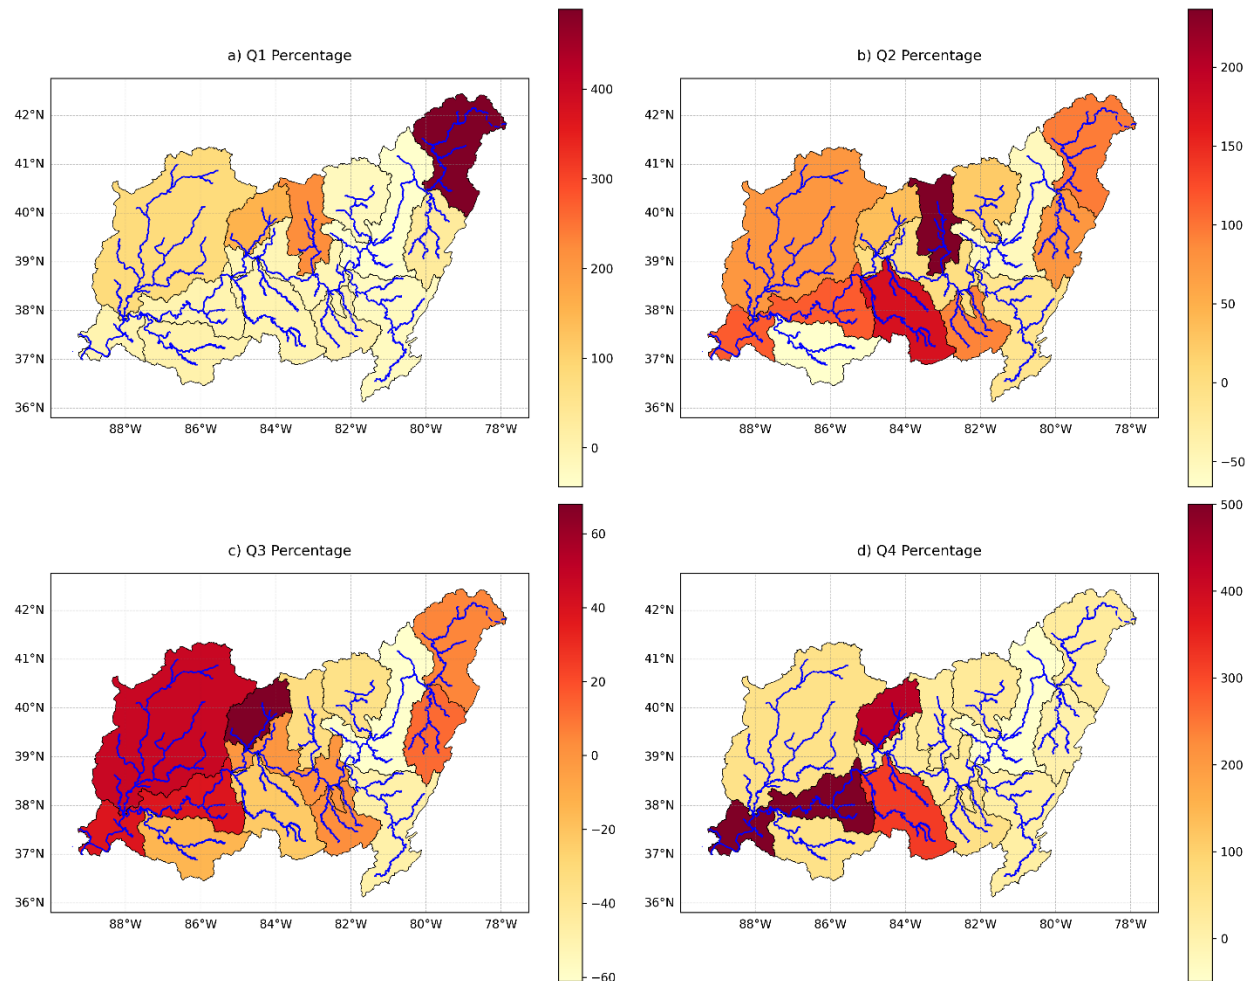 a) Q1 Percentage
42°N
41°N
40°N
39°N
38°N
37°N
36°N
88°W 86°W 84°W 82°W 80°W 78°W
400
300
200
100
0
b) Q2 Percentage
42°N
41°N
40°N
39°N
38°N
37°N
36°N
88°W 86°W 84°W 82°W 80°W 78°W
200
150
100
50
0
−50
c) Q3 Percentage
42°N
41°N
40°N
39°N
38°N
37°N
36°N
88°W 86°W 84°W 82°W 80°W 78°W
60
40
20
0
−20
−40
−60
d) Q4 Percentage
42°N
41°N
40°N
39°N
38°N
37°N
36°N
88°W 86°W 84°W 82°W 80°W 78°W
500
400
300
200
100
0